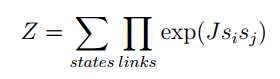 Z = ∑ ∏ exp(Js_i s_j)
states links